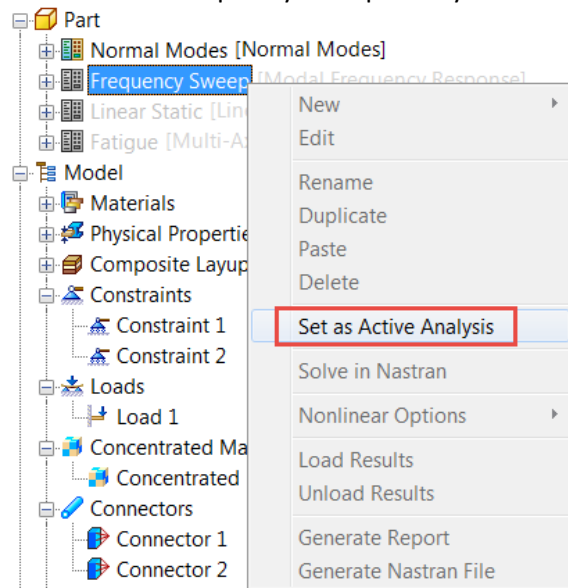 Part
Normal Modes [Normal Modes]
Frequency Sweep [Modal Frequency Response]
Linear Static [Lin
Fatigue [Multi-A
Model
Materials
Physical Propertie
Composite Layup
Constraints
Constraint 1
Constraint 2
Loads
Load 1
Concentrated Ma
Concentrated
Connectors
Connector 1
Connector 2
New
Edit
Rename
Duplicate
Paste
Delete
Set as Active Analysis
Solve in Nastran
Nonlinear Options
Load Results
Unload Results
Generate Report
Generate Nastran File